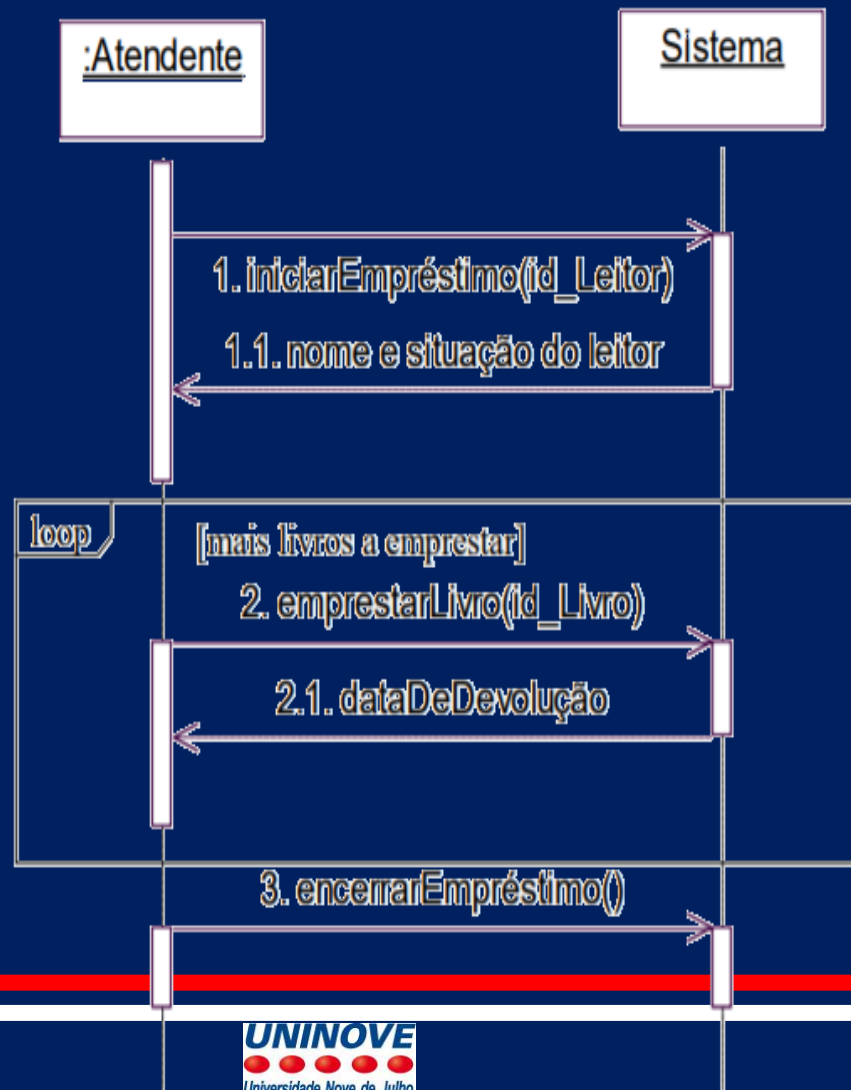 :Atendente
Sistema
1. iniciarEmpréstimo(id_Leitor)
1.1. nome e situação do leitor
loop
[mais livros a emprestar]
2. emprestarLivro(id_Livro)
2.1. dataDeDevolução
3. encerrarEmpréstimo()
UNINOVE
Universidade Nove de Julho